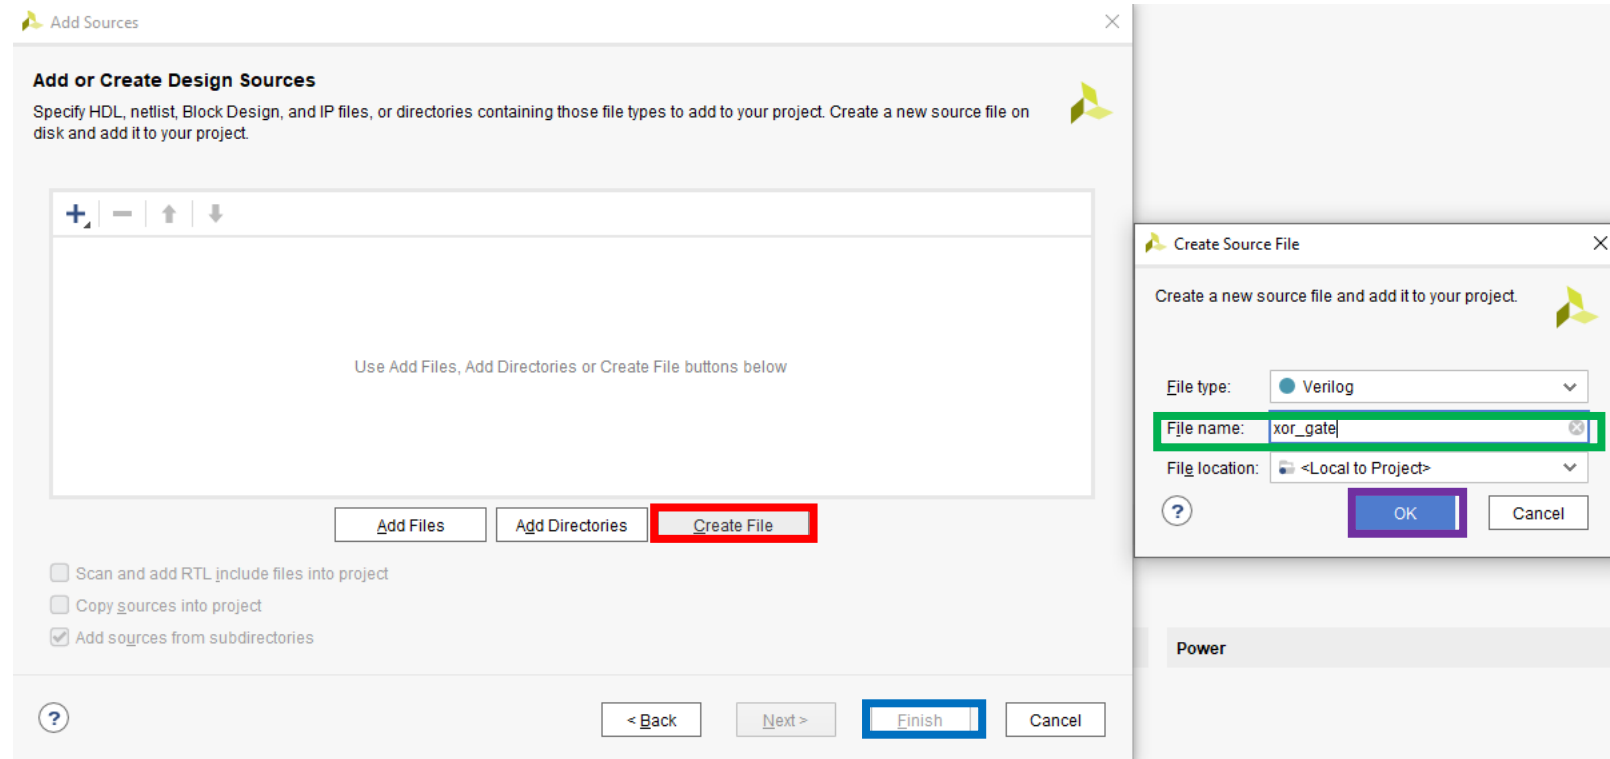 Add Sources
Add or Create Design Sources
Specify HDL, netlist, Block Design, and IP files, or directories containing those file types to add to your project. Create a new source file on
disk and add it to your project.
Use Add Files, Add Directories or Create File buttons below
Add Files
Add Directories
Create File
Scan and add RTL include files into project
Copy sources into project
Add sources from subdirectories
?
< Back
Next >
Finish
Cancel
Create Source File
Create a new source file and add it to your project.
File type:
Verilog
File name:
xor_gate
File location:
<Local to Project>
?
OK
Cancel
Power